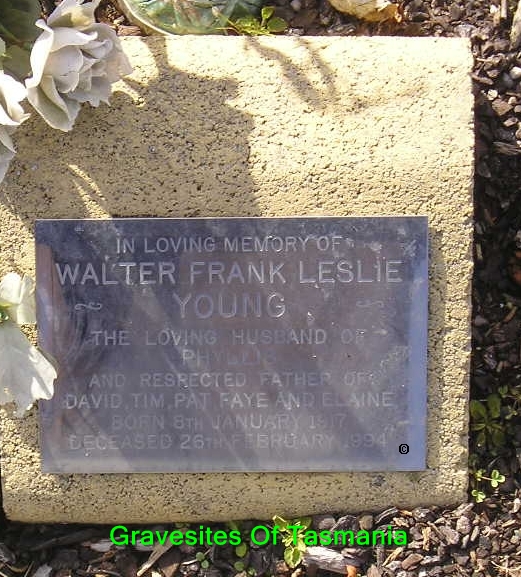 IN LOVING MEMORY OF
WALTER FRANK LESLIE
YOUNG
THE LOVING HUSBAND OF
PHYLLIS
AND RESPECTED FATHER OF
DAVID, TIM, PAT FAYE AND ELAINE
BORN 8TH JANUARY 1917
DECEASED 26TH FEBRUARY 1994
©
Gravesites Of Tasmania